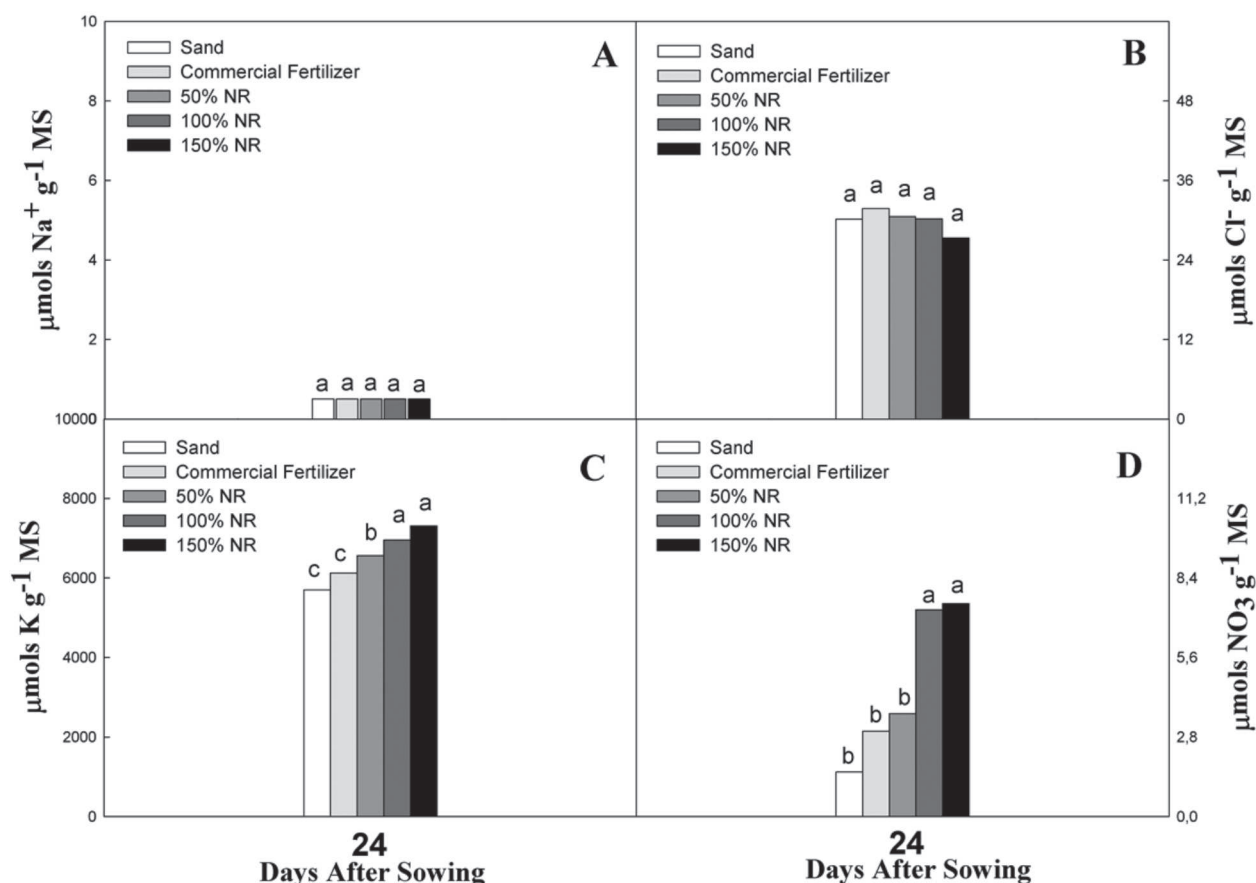 10
8
6
4
2
10000
μmols Na+ g-1 MS
Sand
Commercial Fertilizer
50% NR
100% NR
150% NR
A
a a a a a
Sand
Commercial Fertilizer
50% NR
100% NR
150% NR
B
a a a a a
48
36
24
12
0
μmols Cl- g-1 MS
8000
6000
4000
2000
0
μmols K g-1 MS
Sand
Commercial Fertilizer
50% NR
100% NR
150% NR
C
c c b a a
24
Days After Sowing
Sand
Commercial Fertilizer
50% NR
100% NR
150% NR
D
b b b a a
24
Days After Sowing
11,2
8,4
5,6
2,8
0,0
μmols NO3 g-1 MS